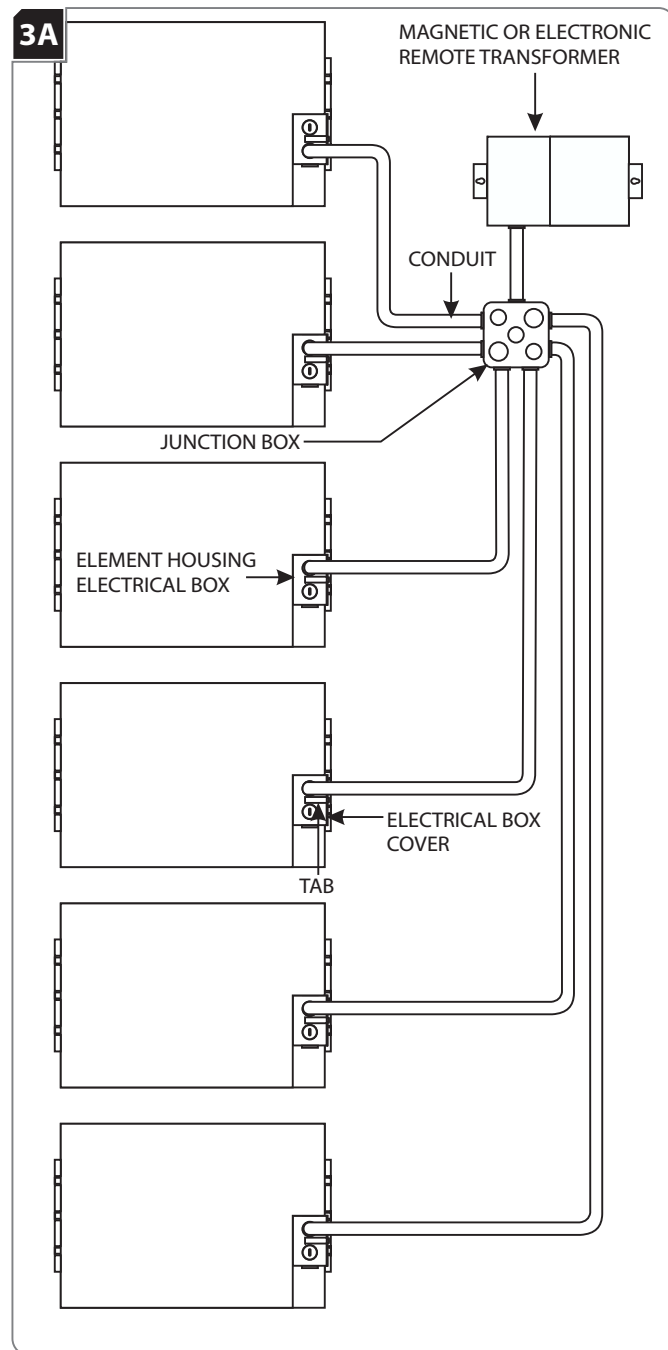 3A
MAGNETIC OR ELECTRONIC
REMOTE TRANSFORMER
CONDUIT
JUNCTION BOX
ELEMENT HOUSING
ELECTRICAL BOX
ELECTRICAL BOX
COVER
TAB